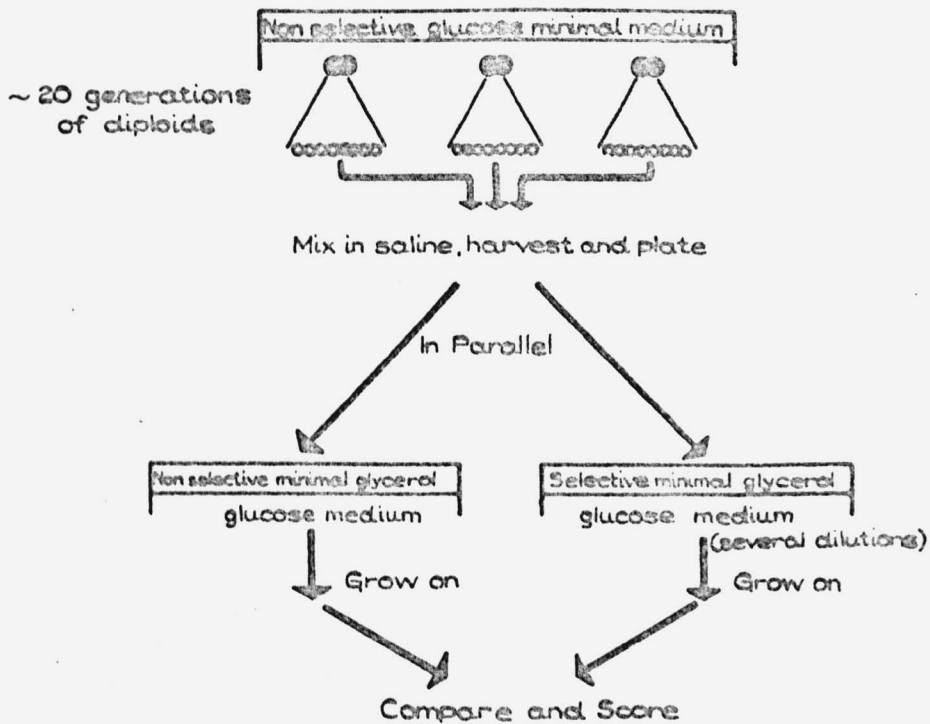 Non selective glucose minimal medium
~ 20 generations
of diploids
Mix in saline, harvest and plate
In Parallel
Non selective minimal glycerol
glucose medium
Selective minimal glycerol
glucose medium
(several dilutions)
Grow on
Grow on
Compare and Score